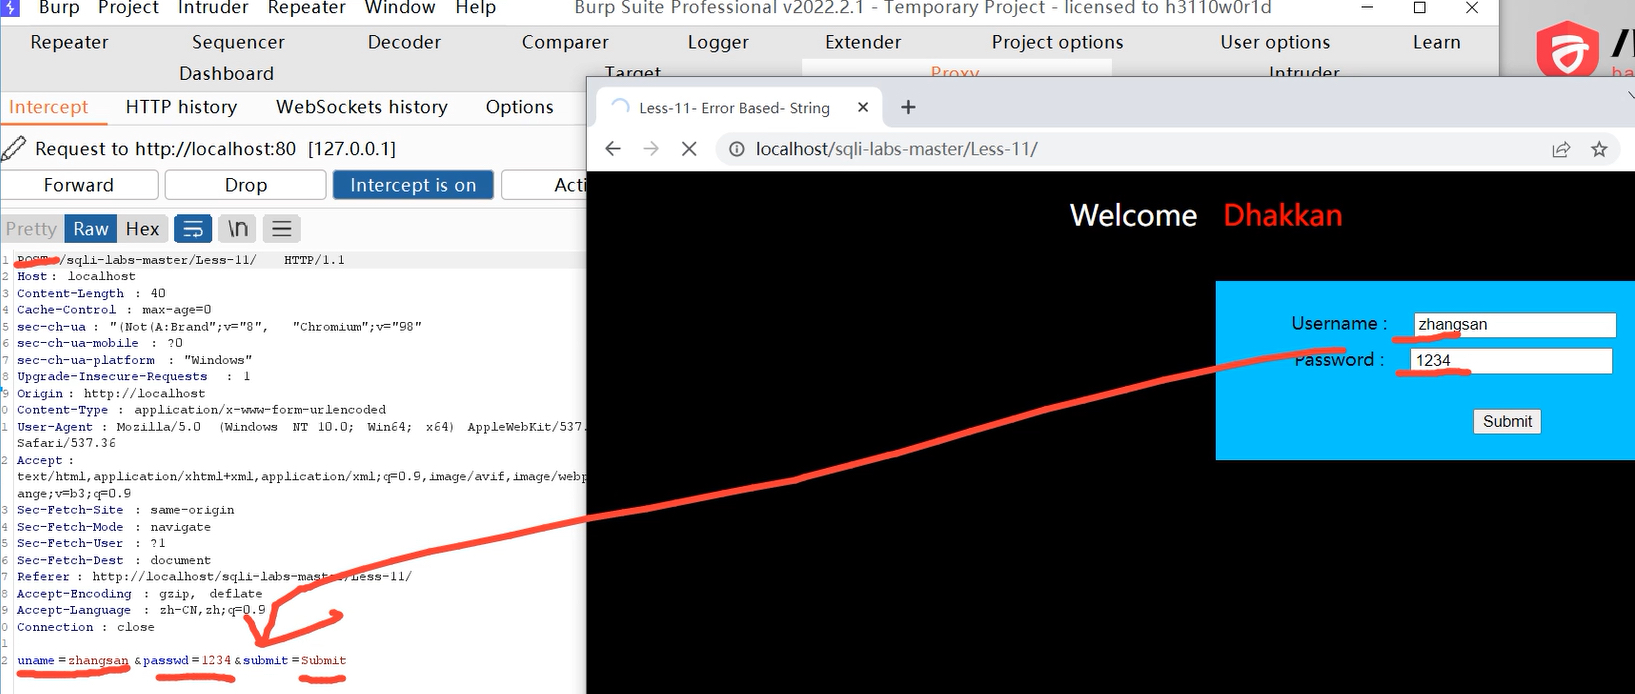 Burp Project Intruder Repeater Window Help Burp Suite Professional v2022.2.1 - Temporary Project - licensed to h3110w0r1d
Repeater Sequencer Decoder Comparer Logger Extender Project options User options Learn
Dashboard Target Proxy Intruder
Intercept HTTP history WebSockets history Options
Less-11- Error Based- String
Request to http://localhost:80 [127.0.0.1]
localhost/sqli-labs-master/Less-11/
Forward Drop Intercept is on Acti
Pretty Raw Hex \n
Welcome Dhakkan
1 POST /sqli-labs-master/Less-11/ HTTP/1.1
2 Host : localhost
3 Content-Length : 40
4 Cache-Control : max-age=0
5 sec-ch-ua : "(Not(A:Brand";v="8", "Chromium";v="98"
6 sec-ch-ua-mobile : ?0
7 sec-ch-ua-platform : "Windows"
8 Upgrade-Insecure-Requests : 1
9 Origin : http://localhost
0 Content-Type : application/x-www-form-urlencoded
1 User-Agent : Mozilla/5.0 (Windows NT 10.0; Win64; x64) AppleWebKit/537.
Safari/537.36
2 Accept :
text/html,application/xhtml+xml,application/xml;q=0.9,image/avif,image/webp
ange;v=b3;q=0.9
3 Sec-Fetch-Site : same-origin
4 Sec-Fetch-Mode : navigate
5 Sec-Fetch-User : ?1
6 Sec-Fetch-Dest : document
7 Referer : http://localhost/sqli-labs-master/Less-11/
8 Accept-Encoding : gzip, deflate
9 Accept-Language : zh-CN,zh;q=0.9
0 Connection : close
1
2 uname=zhangsan &passwd=1234&submit=Submit
Username : zhangsan
Password : 1234
Submit